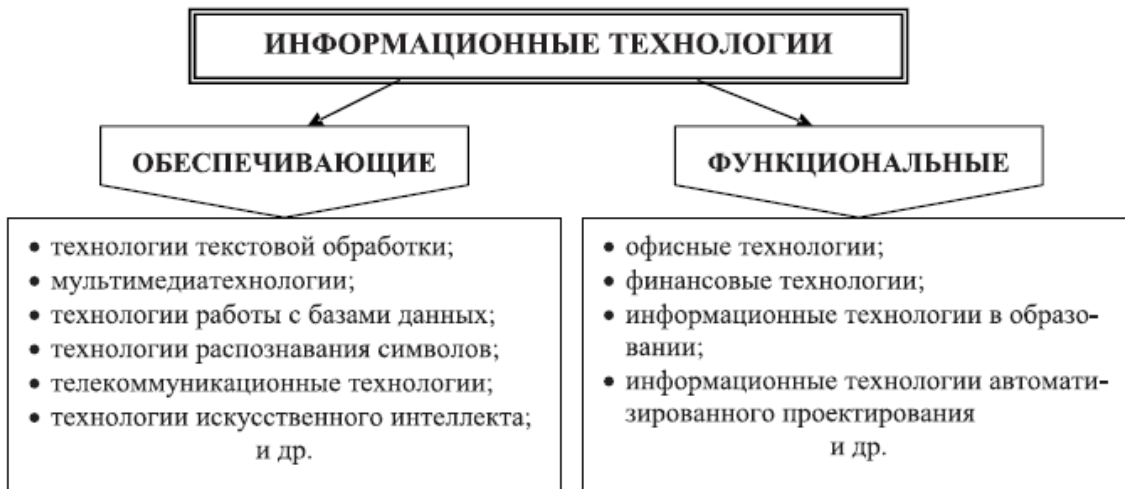 ИНФОРМАЦИОННЫЕ ТЕХНОЛОГИИ
ОБЕСПЕЧИВАЮЩИЕ
• технологии текстовой обработки;
• мультимедиатехнологии;
• технологии работы с базами данных;
• технологии распознавания символов;
• телекоммуникационные технологии;
• технологии искусственного интеллекта;
и др.
ФУНКЦИОНАЛЬНЫЕ
• офисные технологии;
• финансовые технологии;
• информационные технологии в образо-
вании;
• информационные технологии автомати-
зированного проектирования
и др.